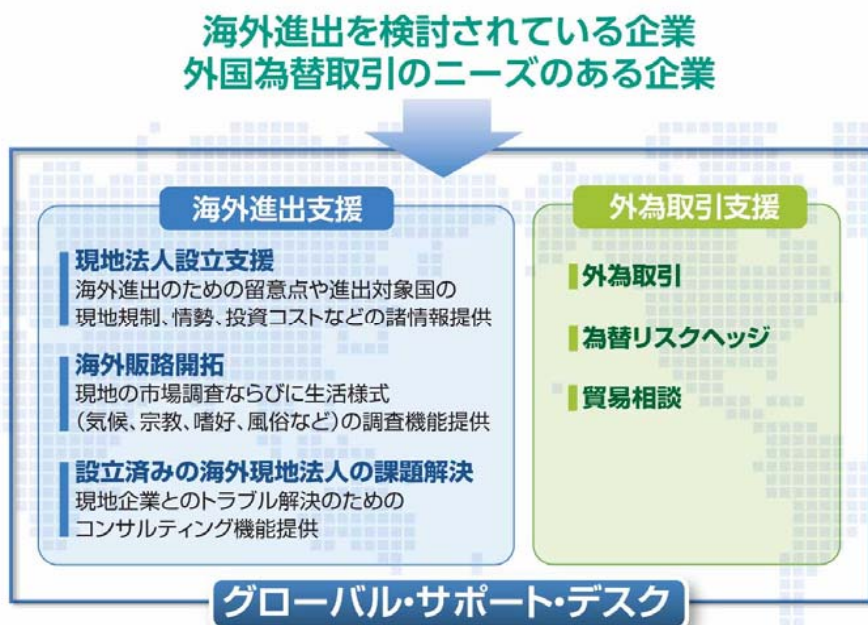 海外進出を検討されている企業
外国為替取引のニーズのある企業
海外進出支援
現地法人設立支援
海外進出のための留意点や進出対象国の
現地規制、情勢、投資コストなどの諸情報提供
海外販路開拓
現地の市場調査ならびに生活様式
（気候、宗教、嗜好、風俗など）の調査機能提供
設立済みの海外現地法人の課題解決
現地企業とのトラブル解決のための
コンサルティング機能提供
外為取引支援
外為取引
為替リスクヘッジ
貿易相談
グローバル・サポート・デスク